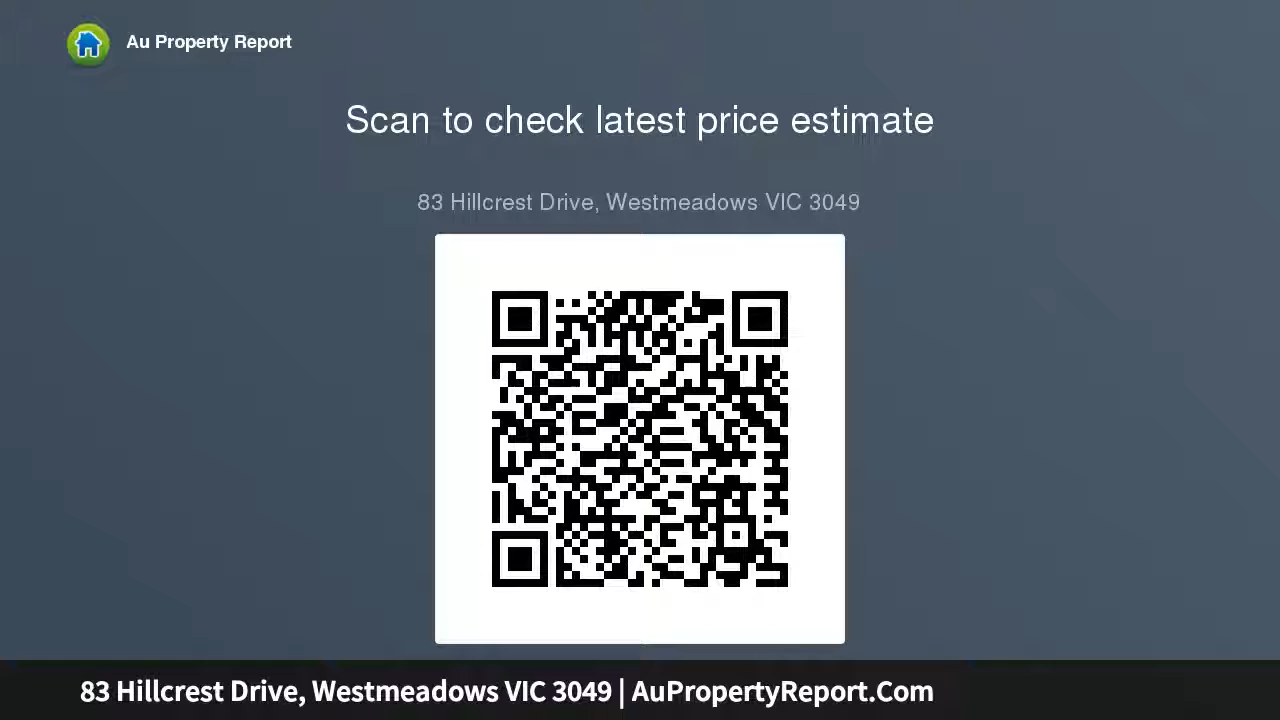 Au Property Report
Scan to check latest price estimate
83 Hillcrest Drive, Westmeadows VIC 3049
83 Hillcrest Drive, Westmeadows VIC 3049 | AuPropertyReport.Com